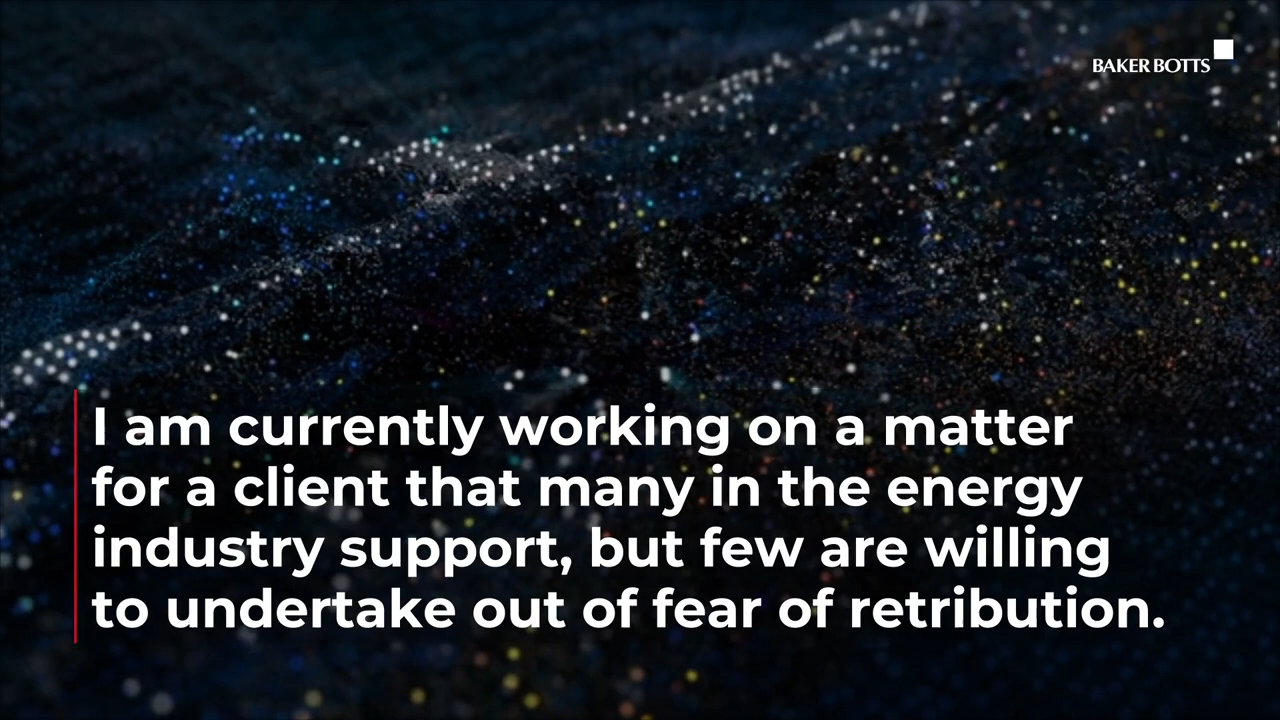 BAKER BOTTS
I am currently working on a matter
for a client that many in the energy
industry support, but few are willing
to undertake out of fear of retribution.